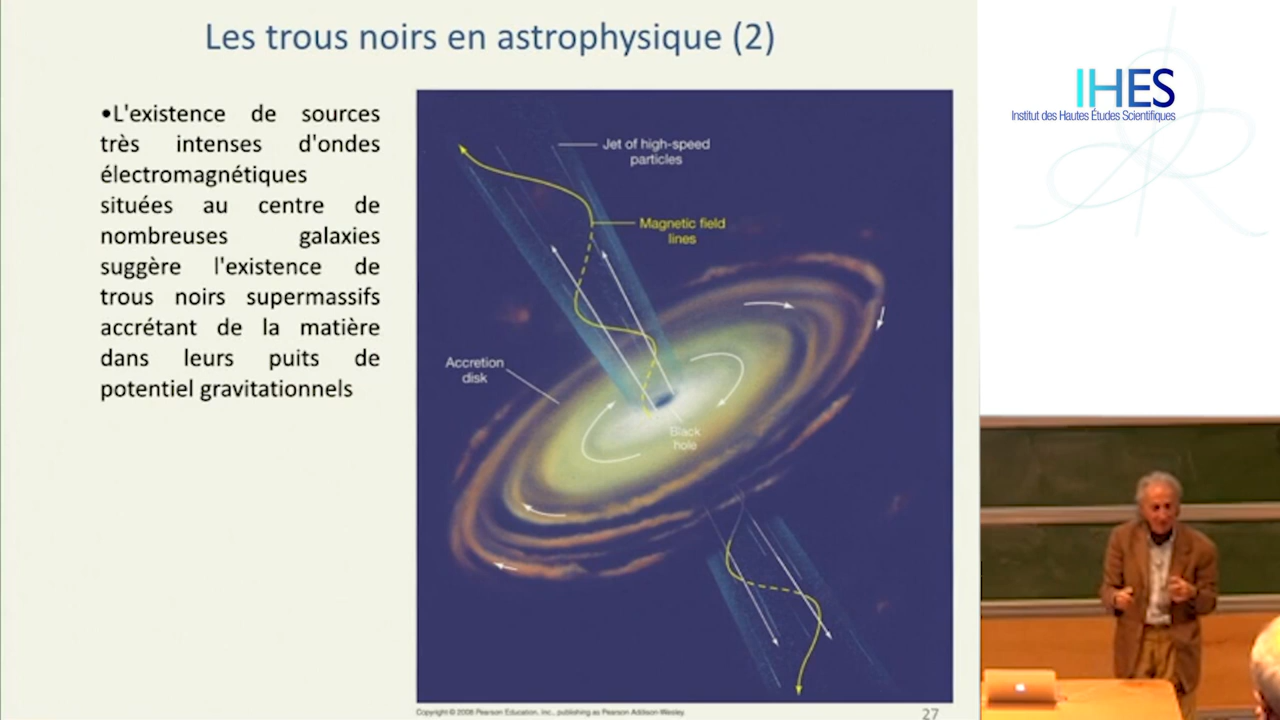 Les trous noirs en astrophysique (2)
•L'existence de sources
très intenses d'ondes
électromagnétiques
situées au centre de
nombreuses galaxies
suggère l'existence de
trous noirs supermassifs
accrétant de la matière
dans leurs puits de
potentiel gravitationnels
Jet of high-speed
particles
Magnetic field
lines
Accretion
disk
Black
hole
Copyright © 2008 Pearson Education, Inc., publishing as Pearson Addison-Wesley.
27
IHES
Institut des Hautes Études Scientifiques